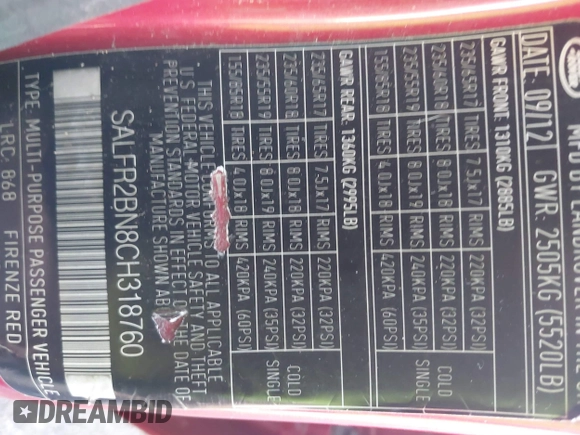 DATE: 09/12 GWR: 2505KG (5520LB)
GAWR FRONT: 1310KG (2885LB)
235/65R17 TIRES 7.5Jx17 RIMS 220KPA (32PSI)
235/60R18 TIRES 8.0Jx18 RIMS 220KPA (32PSI) COLD
235/55R19 TIRES 8.0Jx19 RIMS 240KPA (35PSI) SINGLE
155/85R18 TIRES 4.0Jx18 RIMS 420KPA (60PSI)
GAWR REAR: 1360KG (2995LB)
235/65R17 TIRES 7.5Jx17 RIMS 220KPA (32PSI)
235/60R18 TIRES 8.0Jx18 RIMS 220KPA (32PSI) COLD
235/55R19 TIRES 8.0Jx19 RIMS 240KPA (35PSI) SINGLE
155/85R18 TIRES 4.0Jx18 RIMS 420KPA (60PSI)
THIS VEHICLE TO ALL APPLICABLE
U.S FEDERAL MOTOR VEHICLE SAFETY AND THEFT
PREVENTION STANDARDS IN EFFECT ON THE DATE OF
MANUFACTURE SHOWN
SALFR2BN8CH318760
TYPE: MULTI-PURPOSE PASSENGER VEHICLE
LRC: 868 FIRENZE RED
DREAMBID